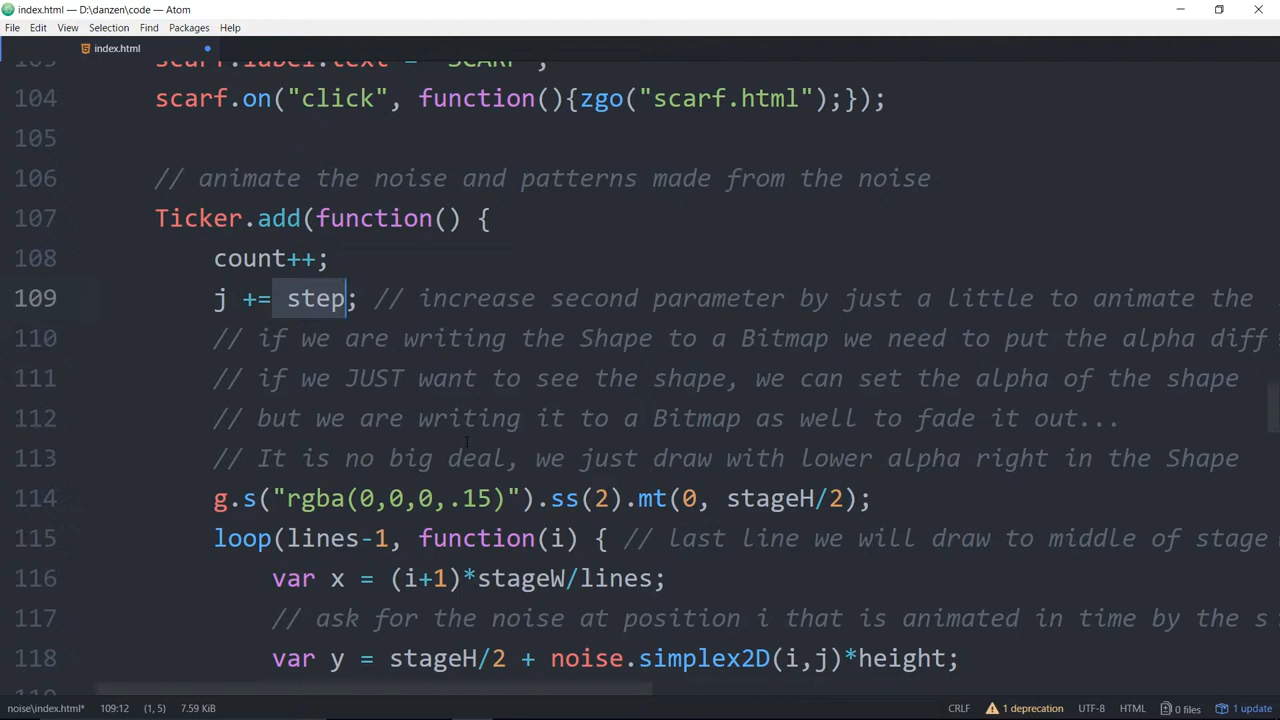 index.html — D:\danzen\code — Atom
File Edit View Selection Find Packages Help
index.html
103 scarf.label.text = "SCARF";
104 scarf.on("click", function(){zgo("scarf.html");});
105
106 // animate the noise and patterns made from the noise
107 Ticker.add(function() {
108 count++;
109 j += step; // increase second parameter by just a little to animate the
110 // if we are writing the Shape to a Bitmap we need to put the alpha diff
111 // if we JUST want to see the shape, we can set the alpha of the shape
112 // but we are writing it to a Bitmap as well to fade it out...
113 // It is no big deal, we just draw with lower alpha right in the Shape
114 g.s("rgba(0,0,0,.15)").ss(2).mt(0, stageH/2);
115 loop(lines-1, function(i) { // last line we will draw to middle of stage
116 var x = (i+1)*stageW/lines;
117 // ask for the noise at position i that is animated in time by the s
118 var y = stageH/2 + noise.simplex2D(i,j)*height;
noise\index.html* 109:12 (1, 5) 7.59 KiB CRLF 1 deprecation UTF-8 HTML 0 files 1 update